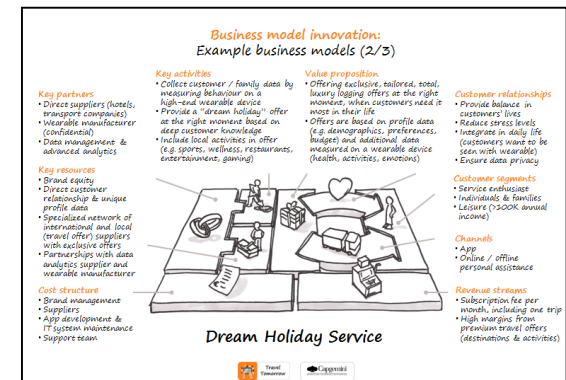 Business model innovation:
Example business models (2/3)
Key partners
• Direct suppliers (hotels,
transport companies)
• Wearable manufacturer
(confidential)
• Data management &
advanced analytics
Key resources
• Brand equity
• Direct customer
relationship & unique
profile data
• Specialized network of
international and local
(travel offer) suppliers
with exclusive offers
• Partnerships with data
analytics supplier and
wearable manufacturer
Cost structure
• Brand management
• Suppliers
• App development &
IT system maintenance
• Support team
Key activities
• Collect customer / family data by
measuring behaviour on a
high-end wearable device
• Provide a "dream holiday" offer
at the right moment based on
deep customer knowledge
• Include local activities in offer
(e.g. sports, wellness, restaurants,
entertainment, gaming)
Value proposition
• Offering exclusive, tailored, total,
luxury logging offers at the right
moment, when customers need it
most in their life
• Offers are based on profile data
(e.g. demographics, preferences,
budget) and additional data
measured on a wearable device
(health, activities, emotions)
Customer relationships
• Provide balance in
customers' lives
• Reduce stress levels
• Integrate in daily life
(customers want to be
seen with wearable)
• Ensure data privacy
Customer segments
• Service enthusiast
• Individuals & families
• Leisure (>500K annual
income)
Channels
• App
• Online / offline
personal assistance
Revenue streams
• Subscription fee per
month, including one trip
• High margins from
premium travel offers
(destinations & activities)
Dream Holiday Service
Travel
Tomorrow
Capgemini